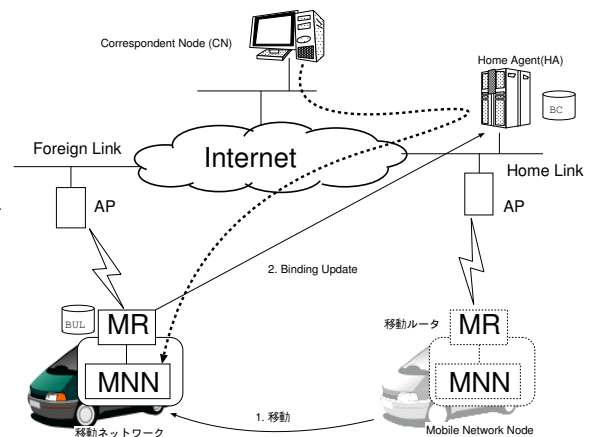 Correspondent Node (CN)
Home Agent(HA)
BC
Foreign Link
Internet
Home Link
AP
AP
2. Binding Update
BUL
MR
移動ルータ
MR
MNN
MNN
1. 移動
移動ネットワーク
Mobile Network Node